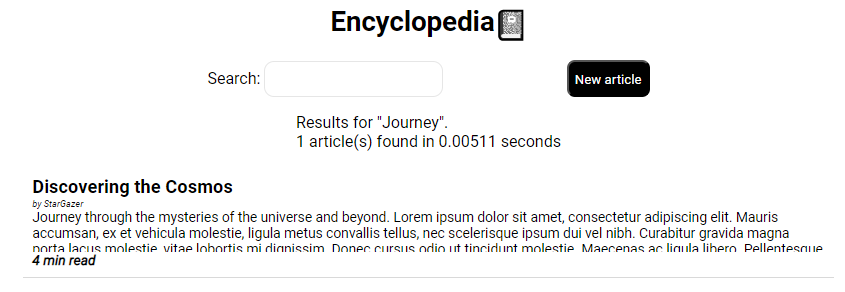 Encyclopedia
Search:
New article
Results for "Journey".
1 article(s) found in 0.00511 seconds
Discovering the Cosmos
by StarGazer
Journey through the mysteries of the universe and beyond. Lorem ipsum dolor sit amet, consectetur adipiscing elit. Mauris
accumsan, ex et vehicula molestie, ligula metus convallis tellus, nec scelerisque ipsum dui vel nibh. Curabitur gravida magna
porta lacus molestie, vitae lobortis mi dignissim. Donec cursus odio ut tincidunt molestie. Maecenas ac ligula libero. Pellentesque
4 min read